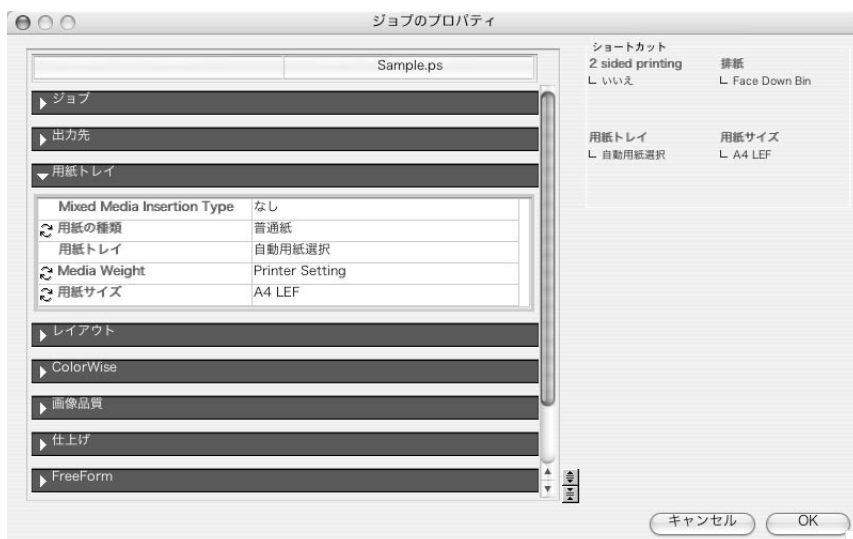 ジョブのプロパティ
Sample.ps
ジョブ
出力先
用紙トレイ
Mixed Media Insertion Type なし
用紙の種類 普通紙
用紙トレイ 自動用紙選択
Media Weight Printer Setting
用紙サイズ A4 LEF
レイアウト
ColorWise
画像品質
仕上げ
FreeForm
ショートカット
2 sided printing 排紙
いいえ Face Down Bin
用紙トレイ 用紙サイズ
自動用紙選択 A4 LEF
キャンセル OK